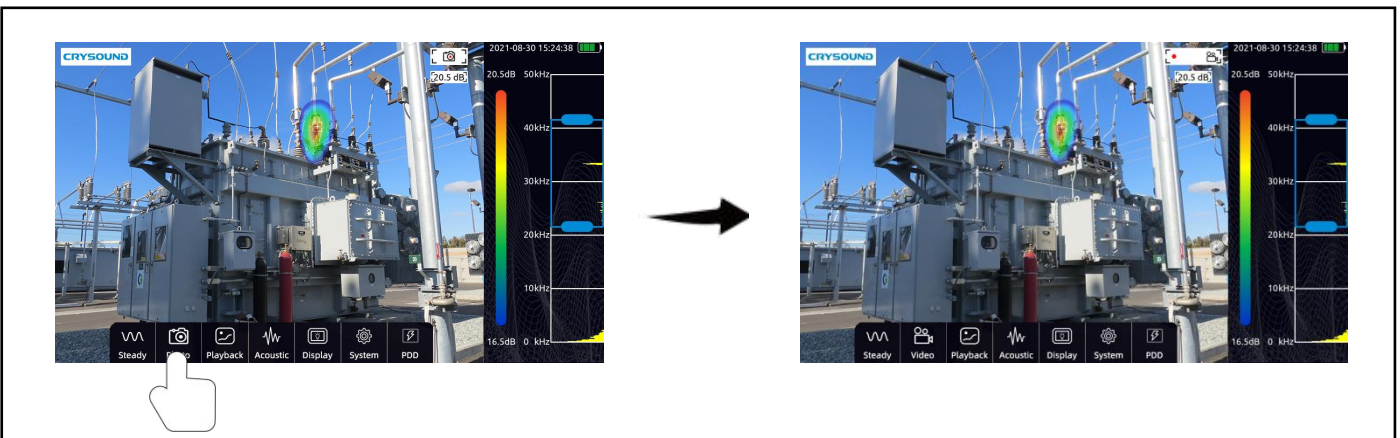 CRYSOUND
2021-08-30 15:24:38
20.5 dB
20.5dB 50kHz
40kHz
30kHz
20kHz
10kHz
16.5dB 0 kHz
Steady Playback Acoustic Display System PDD
CRYSOUND
2021-08-30 15:24:38
20.5 dB
20.5dB 50kHz
40kHz
30kHz
20kHz
10kHz
16.5dB 0 kHz
Steady Video Playback Acoustic Display System PDD